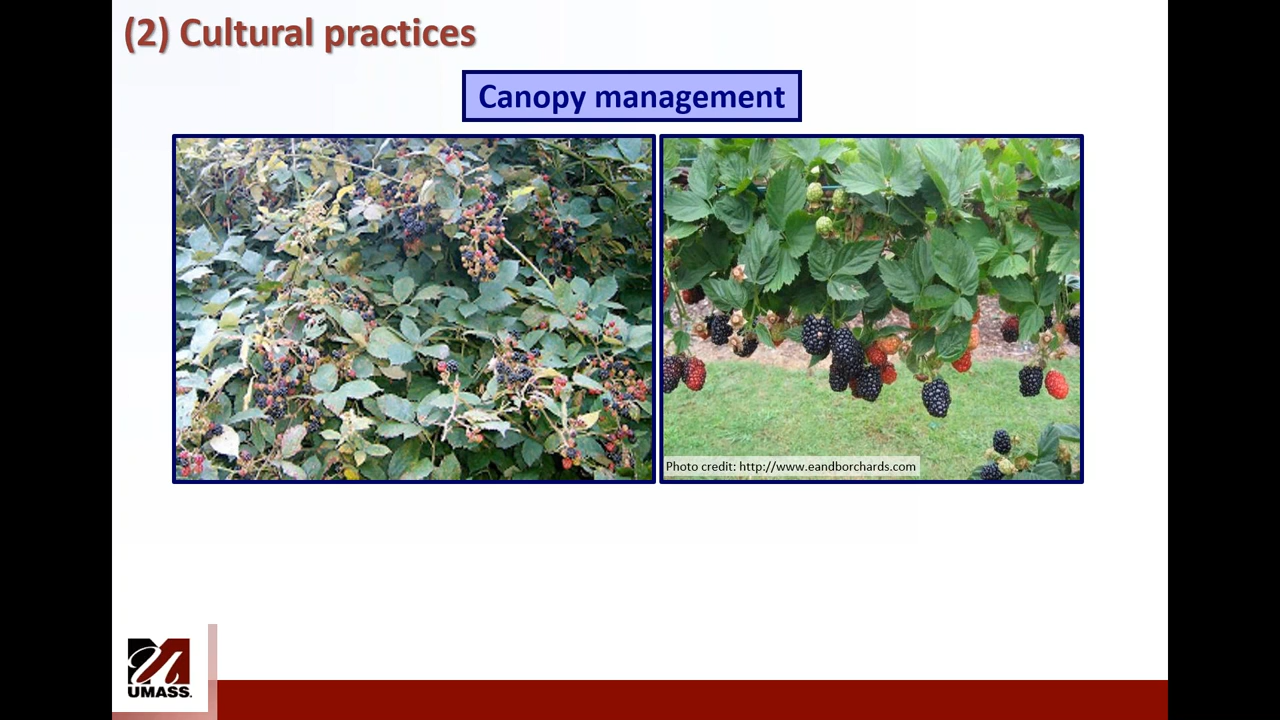 (2) Cultural practices
Canopy management
Photo credit: http://www.eandborchards.com
UMASS.